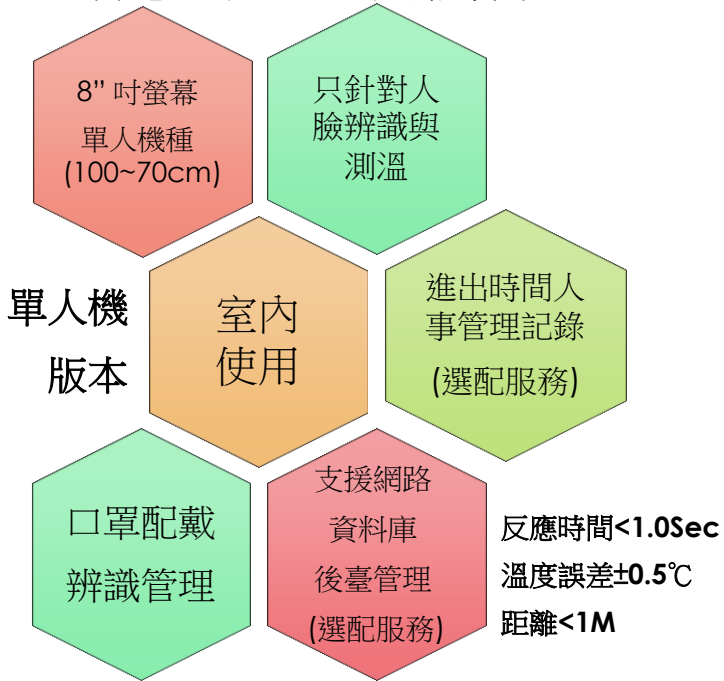 8” 吋螢幕
單人機種
(100~70cm)
只針對人
臉辨識與
測溫
單人機
版本
室內
使用
進出時間人
事管理記錄
(選配服務)
口罩配戴
辨識管理
支援網路
資料庫
後臺管理
(選配服務)
反應時間<1.0Sec
溫度誤差±0.5℃
距離<1M